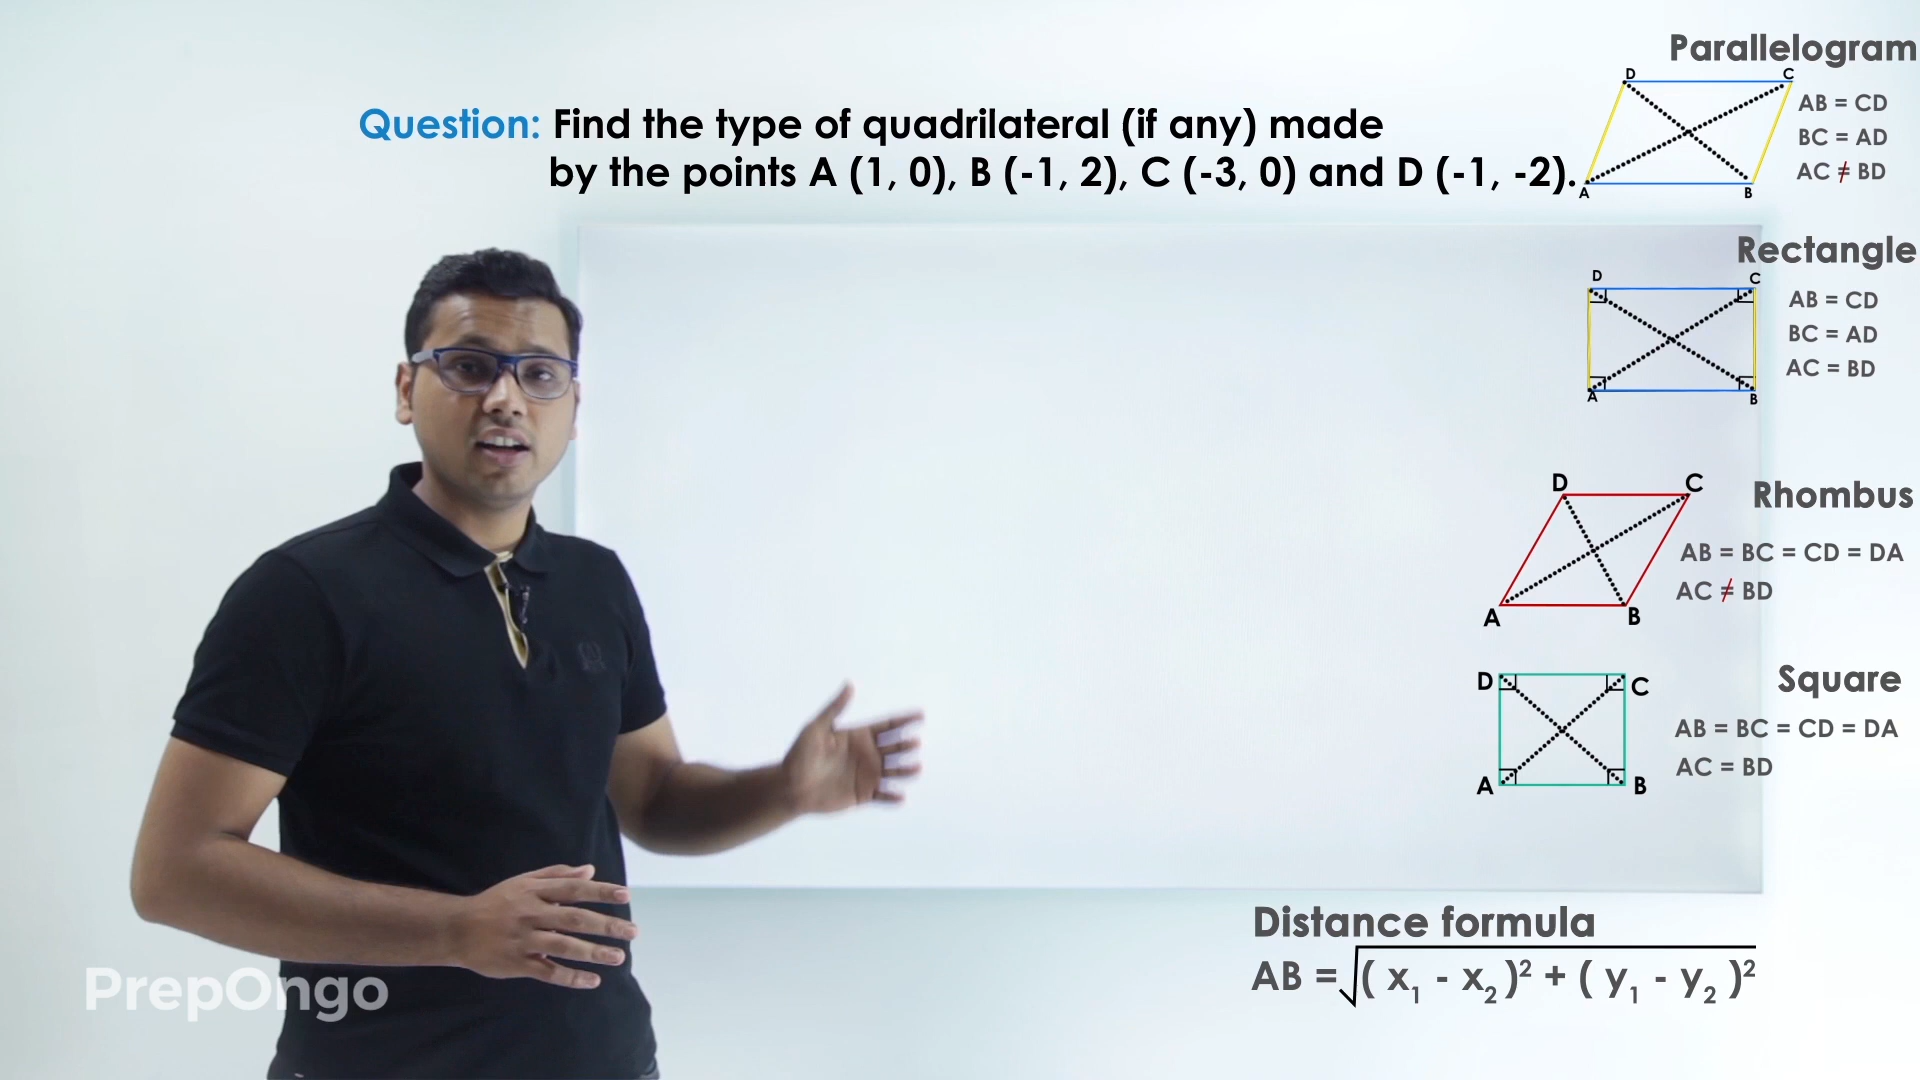 Question: Find the type of quadrilateral (if any) made
by the points A (1, 0), B (-1, 2), C (-3, 0) and D (-1, -2).
Parallelogram
D C
AB = CD
BC = AD
AC ≠ BD
A B
Rectangle
D C
AB = CD
BC = AD
AC = BD
A B
D C
Rhombus
AB = BC = CD = DA
AC ≠ BD
A B
Square
D C
AB = BC = CD = DA
AC = BD
A B
Distance formula
AB = √( x₁ - x₂ )² + ( y₁ - y₂ )²
PrepOngo